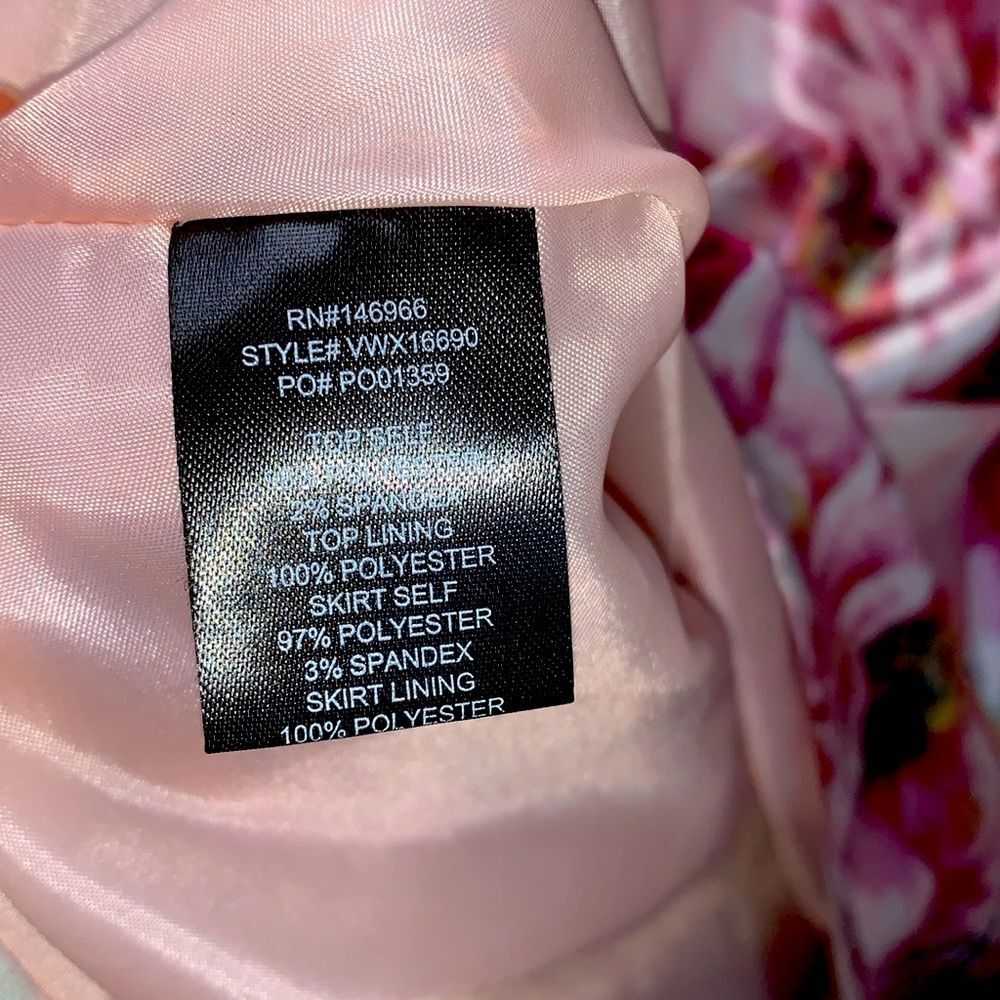 RN#146966
STYLE# VWX16690
PO# PO01359
TOP SELF
POLYESTER
2% SPANDEX
TOP LINING
100% POLYESTER
SKIRT SELF
97% POLYESTER
3% SPANDEX
SKIRT LINING
100% POLYESTER